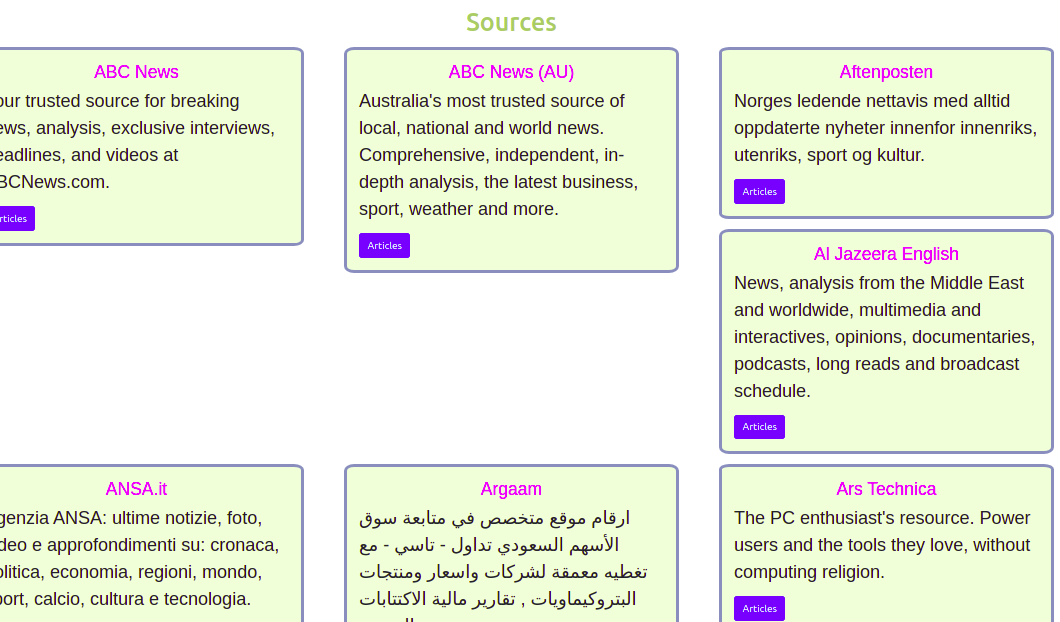 Sources
ABC News
our trusted source for breaking
ews, analysis, exclusive interviews,
eadlines, and videos at
BCNews.com.
rticles
ABC News (AU)
Australia's most trusted source of
local, national and world news.
Comprehensive, independent, in-
depth analysis, the latest business,
sport, weather and more.
Articles
Aftenposten
Norges ledende nettavis med alltid
oppdaterte nyheter innenfor innenriks,
utenriks, sport og kultur.
Articles
Al Jazeera English
News, analysis from the Middle East
and worldwide, multimedia and
interactives, opinions, documentaries,
podcasts, long reads and broadcast
schedule.
Articles
ANSA.it
genzia ANSA: ultime notizie, foto,
deo e approfondimenti su: cronaca,
olitica, economia, regioni, mondo,
port, calcio, cultura e tecnologia.
Argaam
ارقام موقع متخصص في متابعة سوق
الأسهم السعودي تداول - تاسي - مع
تغطيه معمقة لشركات واسعار ومنتجات
البتروكيماويات , تقارير مالية الاكتتابات
Ars Technica
The PC enthusiast's resource. Power
users and the tools they love, without
computing religion.
Articles